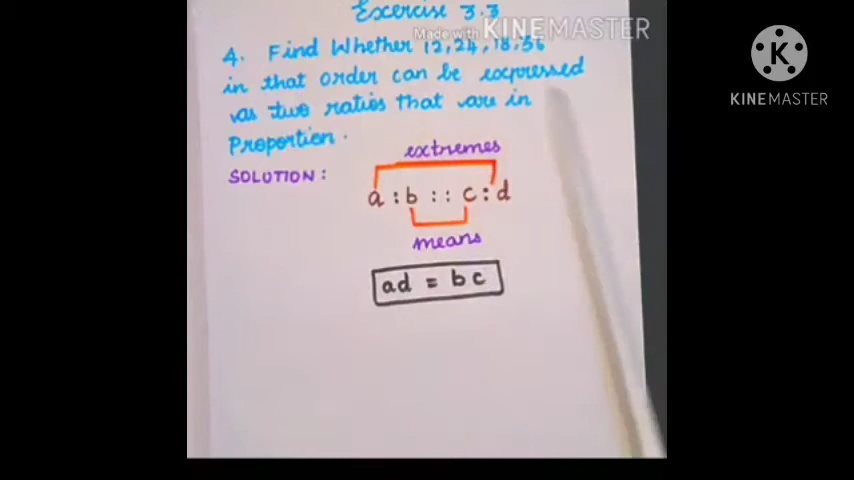 Exercise 3.3
Made with KINEMASTER
4. Find Whether 12,24,18,36
in that order can be expressed
as two ratios that are in
Proportion.
SOLUTION:
extremes
a : b :: c : d
means
ad = bc
K
KINEMASTER